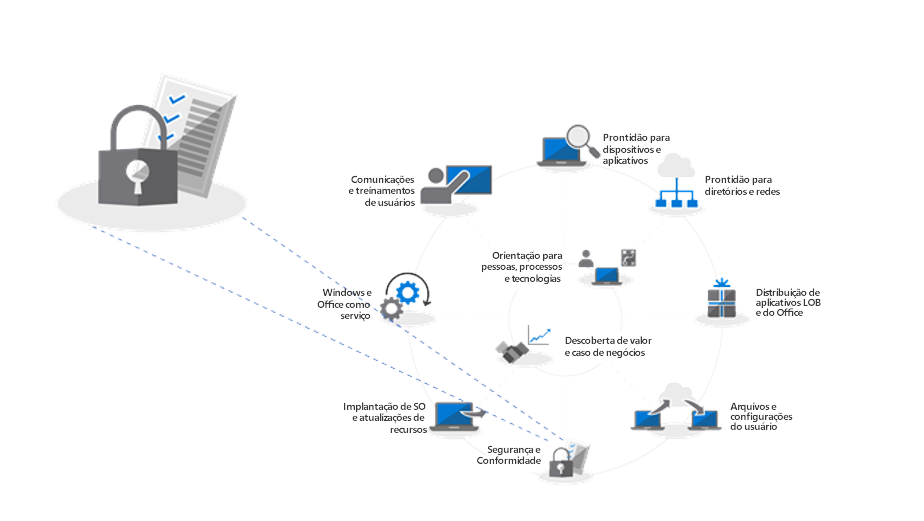 Prontidão para
dispositivos e
aplicativos
Prontidão para
diretórios e redes
Comunicações
e treinamentos
de usuários
Orientação para
pessoas, processos
e tecnologias
Windows e
Office como
serviço
Distribuição de
aplicativos LOB
e do Office
Descoberta de valor
e caso de negócios
Implantação de SO
e atualizações de
recursos
Arquivos e
configurações
do usuário
Segurança e
Conformidade